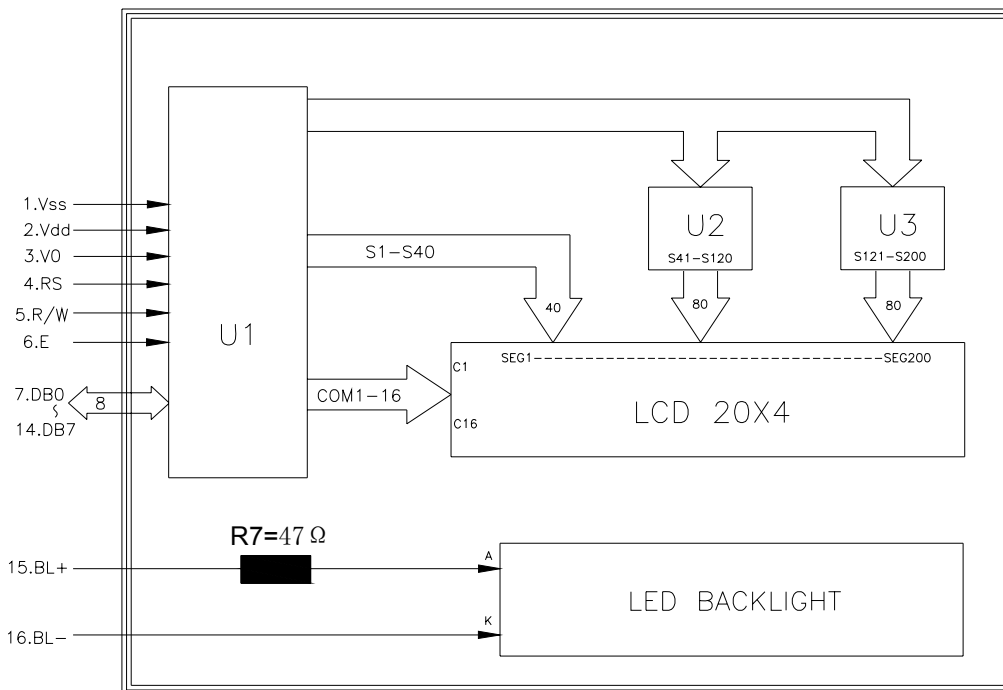 1.Vss
2.Vdd
3.V0
4.RS
5.R/W
6.E
7.DB0
~
14.DB7
8
U1
S1-S40
COM1-16
U2
S41-S120
U3
S121-S200
40
80
80
SEG1------------------------------SEG200
C1
C16
LCD 20X4
R7=47 Ω
15.BL+
A
16.BL-
K
LED BACKLIGHT